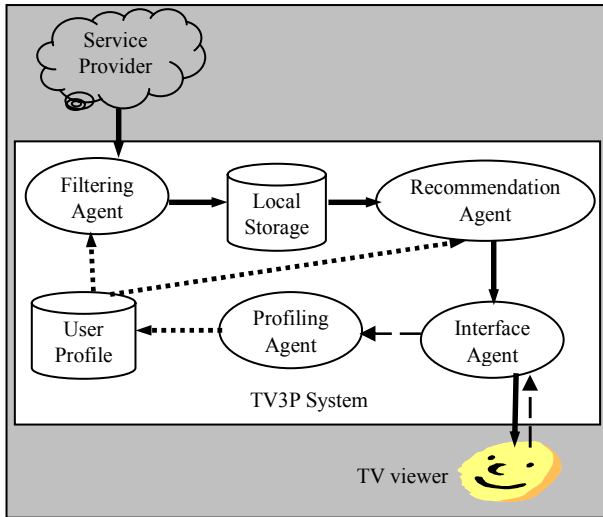 Service
Provider
Filtering
Agent
Local
Storage
Recommendation
Agent
User
Profile
Profiling
Agent
Interface
Agent
TV3P System
TV viewer